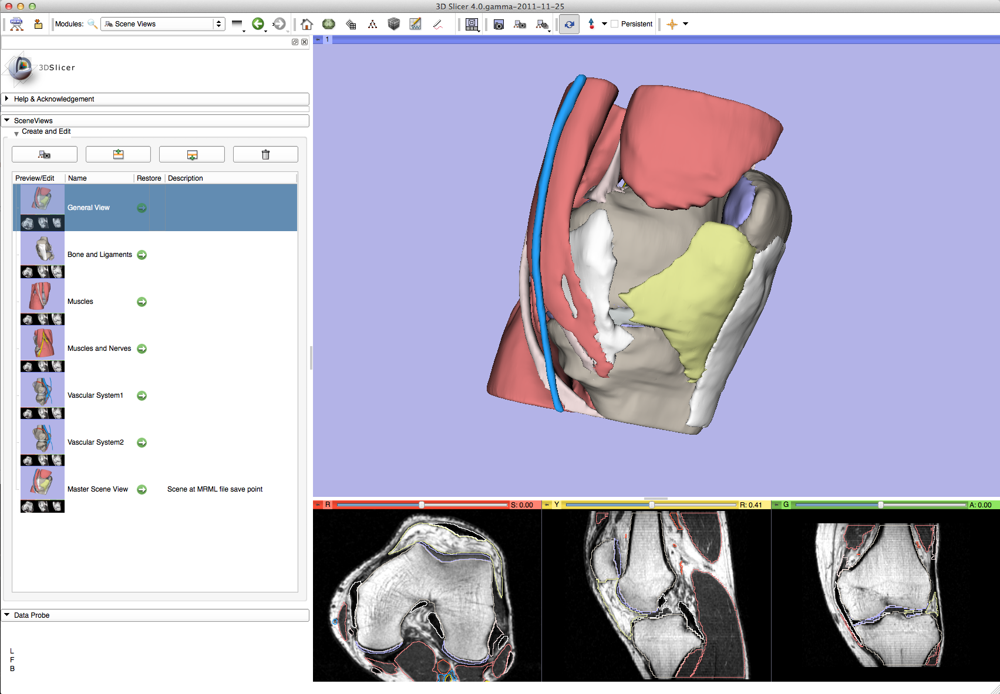 3D Slicer 4.0.gamma-2011-11-25
Modules: Scene Views Persistent
1
3DSlicer
Help & Acknowledgement
SceneViews
Create and Edit
Preview/Edit Name Restore Description
General View
Bone and Ligaments
Muscles
Muscles and Nerves
Vascular System1
Vascular System2
Master Scene View Scene at MRML file save point
R S: 0.00 Y R: 0.41 G A: 0.00
Data Probe
L
F
B